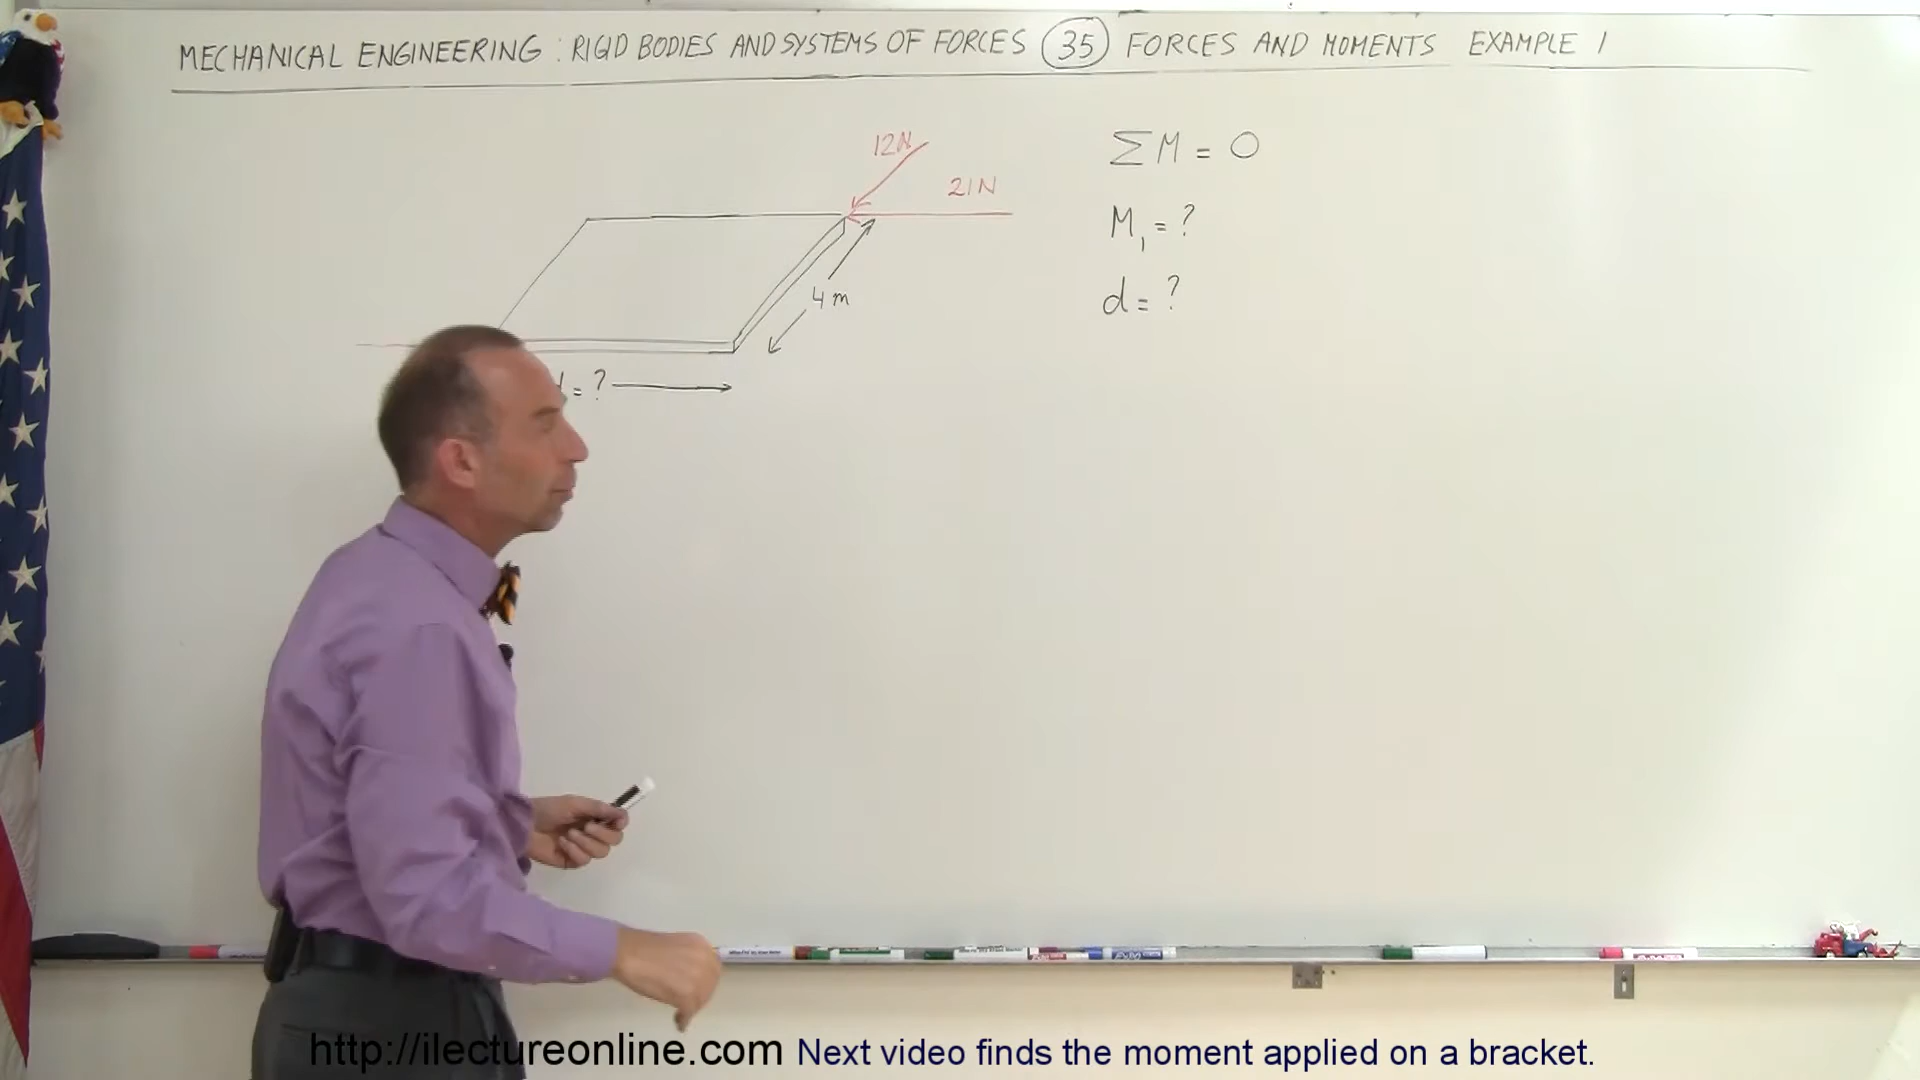 MECHANICAL ENGINEERING: RIGID BODIES AND SYSTEMS OF FORCES 35 FORCES AND MOMENTS EXAMPLE 1
12N
21N
ΣM = 0
M₁ = ?
4 m
d = ?
d = ?
http://ilectureonline.com Next video finds the moment applied on a bracket.